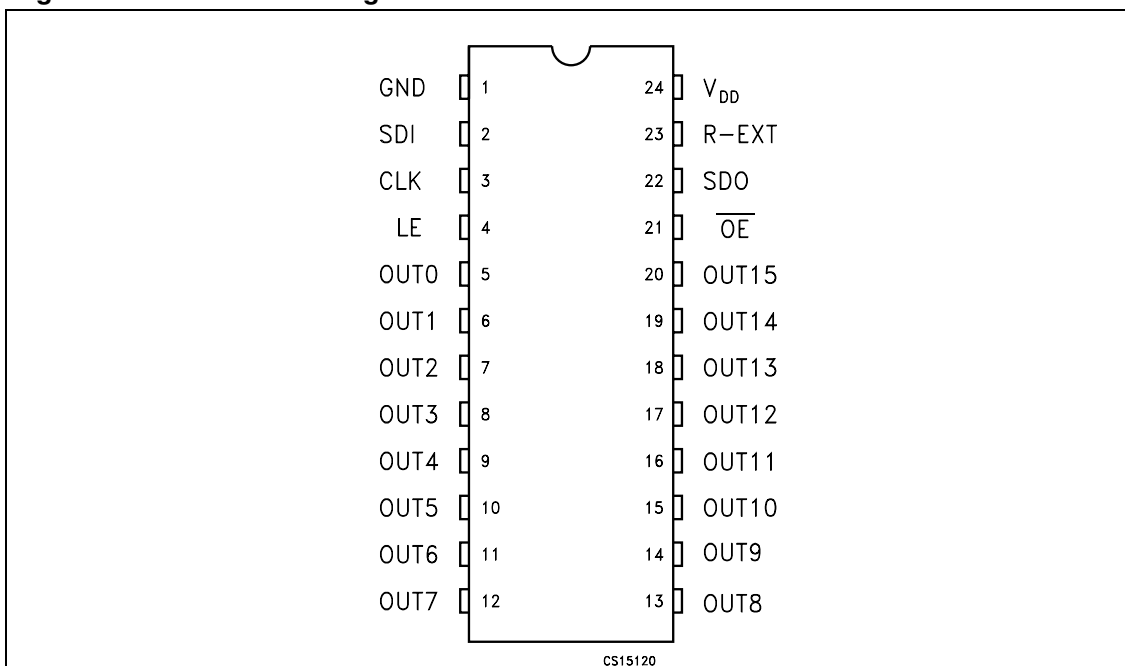 GND 1 24 VDD
SDI 2 23 R-EXT
CLK 3 22 SDO
LE 4 21 OE
OUT0 5 20 OUT15
OUT1 6 19 OUT14
OUT2 7 18 OUT13
OUT3 8 17 OUT12
OUT4 9 16 OUT11
OUT5 10 15 OUT10
OUT6 11 14 OUT9
OUT7 12 13 OUT8
CS15120